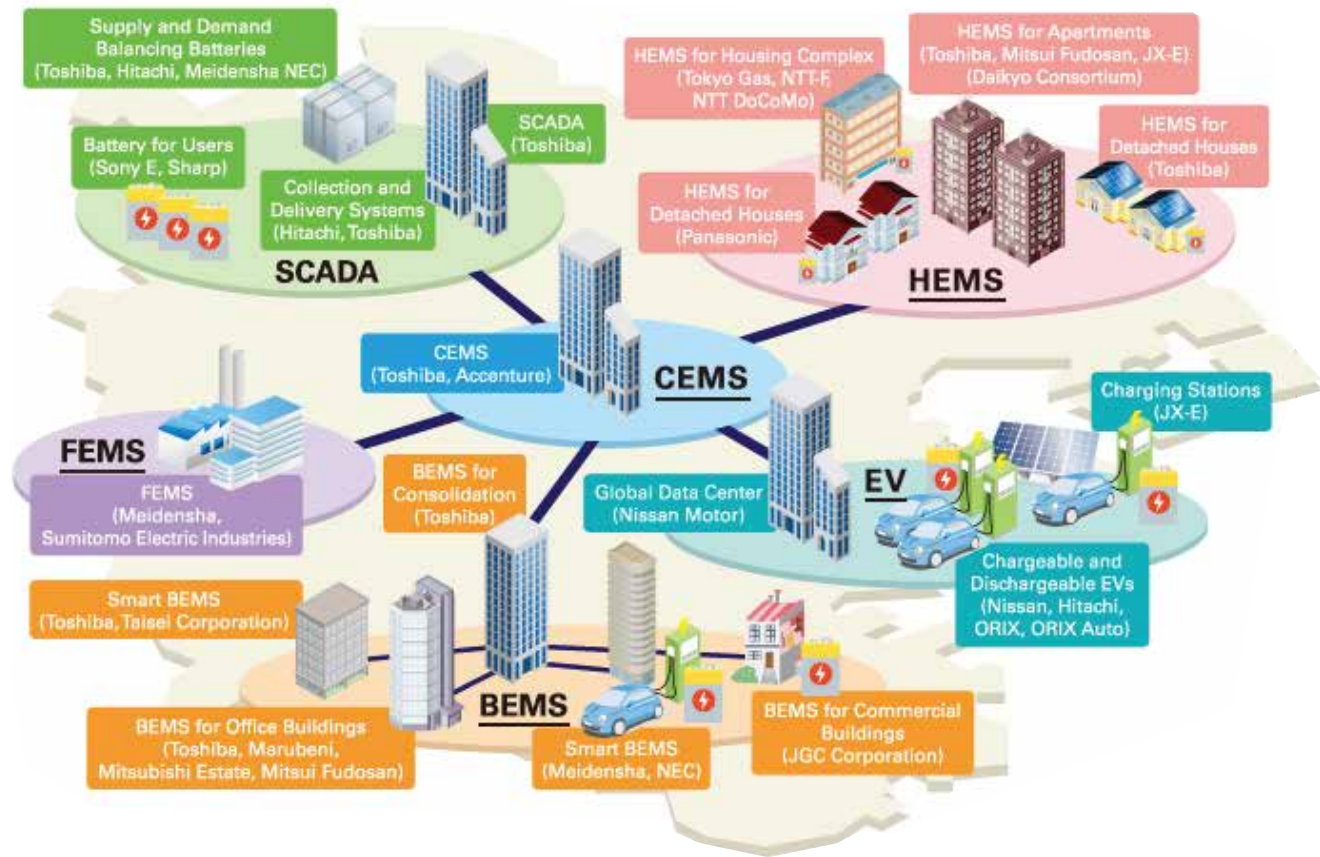 Supply and Demand
Balancing Batteries
(Toshiba, Hitachi, Meidensha NEC)
Battery for Users
(Sony E, Sharp)
SCADA
(Toshiba)
Collection and
Delivery Systems
(Hitachi, Toshiba)
SCADA
HEMS for Housing Complex
(Tokyo Gas, NTT-F,
NTT DoCoMo)
HEMS for Apartments
(Toshiba, Mitsui Fudosan, JX-E)
(Daikyo Consortium)
HEMS for
Detached Houses
(Toshiba)
HEMS for
Detached Houses
(Panasonic)
HEMS
CEMS
(Toshiba, Accenture)
CEMS
FEMS
FEMS
(Meidensha,
Sumitomo Electric Industries)
BEMS for
Consolidation
(Toshiba)
Global Data Center
(Nissan Motor)
EV
Charging Stations
(JX-E)
Chargeable and
Dischargeable EVs
(Nissan, Hitachi,
ORIX, ORIX Auto)
Smart BEMS
(Toshiba, Taisei Corporation)
BEMS
BEMS for Office Buildings
(Toshiba, Marubeni,
Mitsubishi Estate, Mitsui Fudosan)
Smart BEMS
(Meidensha, NEC)
BEMS for Commercial
Buildings
(JGC Corporation)